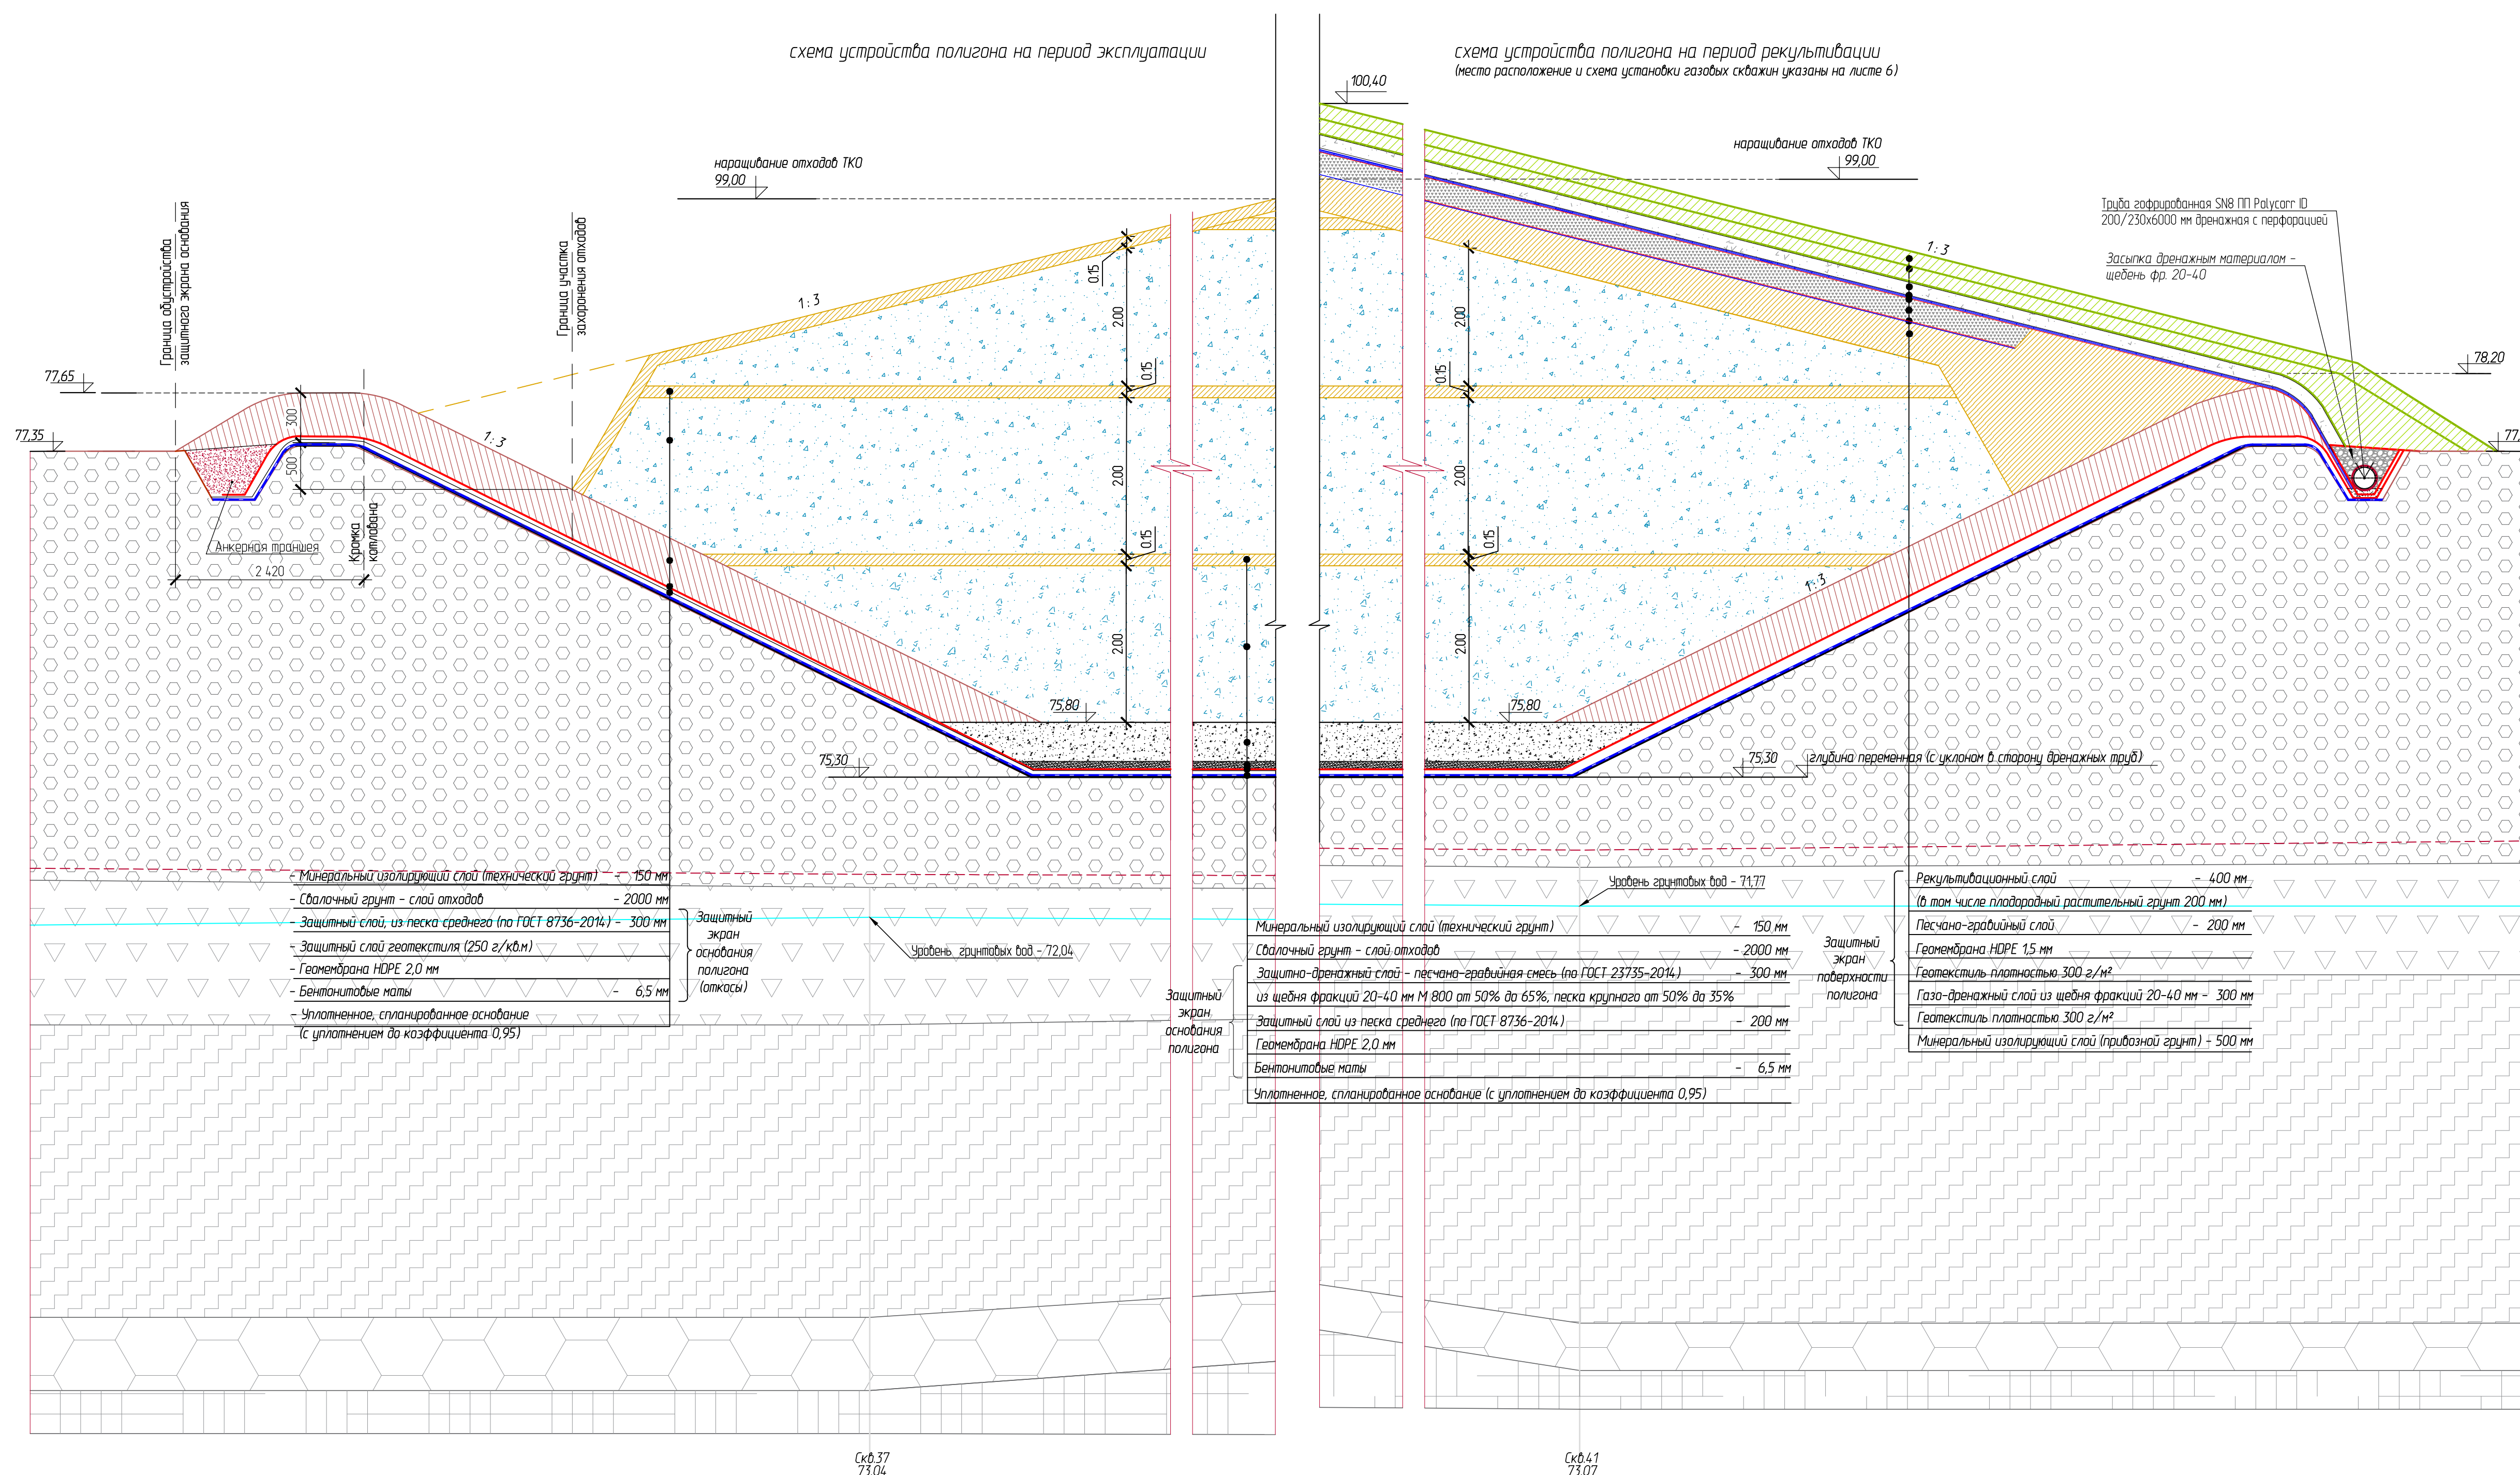 схема устройства полигона на период эксплуатации
схема устройства полигона на период рекультивации
(место расположение и схема установки газовых скважин указаны на листе 6)
100,40
наращивание отходов ТКО
99,00
наращивание отходов ТКО
99,00
Граница обустройства
защитного экрана основания
Граница участка
захоронения отходов
Труба гофрированная SN8 ПП Polycorr ID
200/230х6000 мм дренажная с перфорацией
Засыпка дренажным материалом -
щебень фр. 20-40
1:3
1:3
0.15
2.00
2.00
0.15
0.15
78,20
77,65
300
77,35
1:3
500
77,
2.00
2.00
Анкерная траншея
Кромка
котлована
2 420
0.15
0.15
1:3
2.00
2.00
75,80
75,80
75,30
75,30
глубина переменная (с уклоном в сторону дренажных труб)
- Минеральный изолирующий слой (технический грунт) - 150 мм
- Свалочный грунт - слой отходов - 2000 мм
- Защитный слой, из песка среднего (по ГОСТ 8736-2014) - 300 мм
- Защитный слой геотекстиля (250 г/кв.м)
- Геомембрана HDPE 2,0 мм
- Бентонитовые маты - 6,5 мм
- Уплотненное, спланированное основание
(с уплотнением до коэффициента 0,95)
Защитный
экран
основания
полигона
(откосы)
Уровень грунтовых вод - 72,04
Уровень грунтовых вод - 71,77
Минеральный изолирующий слой (технический грунт) - 150 мм
Свалочный грунт - слой отходов - 2000 мм
Защитно-дренажный слой - песчано-гравийная смесь (по ГОСТ 23735-2014) - 300 мм
из щебня фракций 20-40 мм М 800 от 50% до 65%, песка крупного от 50% до 35%
Защитный слой из песка среднего (по ГОСТ 8736-2014) - 200 мм
Геомембрана HDPE 2,0 мм
Бентонитовые маты - 6,5 мм
Уплотненное, спланированное основание (с уплотнением до коэффициента 0,95)
Защитный
экран
основания
полигона
Защитный
экран
поверхности
полигона
Рекультивационный слой - 400 мм
(в том числе плодородный растительный грунт 200 мм)
Песчано-гравийный слой - 200 мм
Геомембрана HDPE 1,5 мм
Геотекстиль плотностью 300 г/м²
Газо-дренажный слой из щебня фракций 20-40 мм - 300 мм
Геотекстиль плотностью 300 г/м²
Минеральный изолирующий слой (привозной грунт) - 500 мм
Скв.37
73,04
Скв.41
73,07